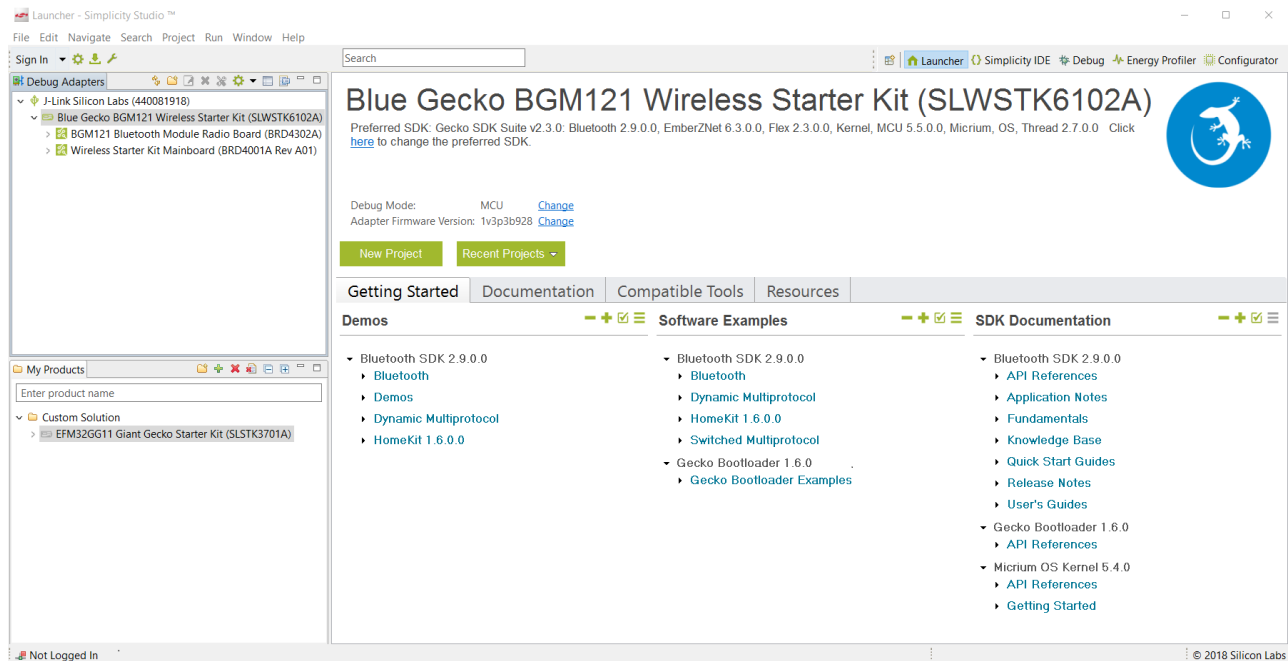 Launcher - Simplicity Studio ™
File Edit Navigate Search Project Run Window Help
Sign In
Search
Launcher Simplicity IDE Debug Energy Profiler Configurator
Debug Adapters
J-Link Silicon Labs (440081918)
Blue Gecko BGM121 Wireless Starter Kit (SLWSTK6102A)
BGM121 Bluetooth Module Radio Board (BRD4302A)
Wireless Starter Kit Mainboard (BRD4001A Rev A01)
My Products
Enter product name
Custom Solution
EFM32GG11 Giant Gecko Starter Kit (SLSTK3701A)
Blue Gecko BGM121 Wireless Starter Kit (SLWSTK6102A)
Preferred SDK: Gecko SDK Suite v2.3.0: Bluetooth 2.9.0.0, EmberZNet 6.3.0.0, Flex 2.3.0.0, Kernel, MCU 5.5.0.0, Micrium, OS, Thread 2.7.0.0 Click
here to change the preferred SDK.
Debug Mode: MCU Change
Adapter Firmware Version: 1v3p3b928 Change
New Project Recent Projects
Getting Started Documentation Compatible Tools Resources
Demos
Bluetooth SDK 2.9.0.0
Bluetooth
Demos
Dynamic Multiprotocol
HomeKit 1.6.0.0
Software Examples
Bluetooth SDK 2.9.0.0
Bluetooth
Dynamic Multiprotocol
HomeKit 1.6.0.0
Switched Multiprotocol
Gecko Bootloader 1.6.0
Gecko Bootloader Examples
SDK Documentation
Bluetooth SDK 2.9.0.0
API References
Application Notes
Fundamentals
Knowledge Base
Quick Start Guides
Release Notes
User's Guides
Gecko Bootloader 1.6.0
API References
Micrium OS Kernel 5.4.0
API References
Getting Started
Not Logged In
© 2018 Silicon Labs